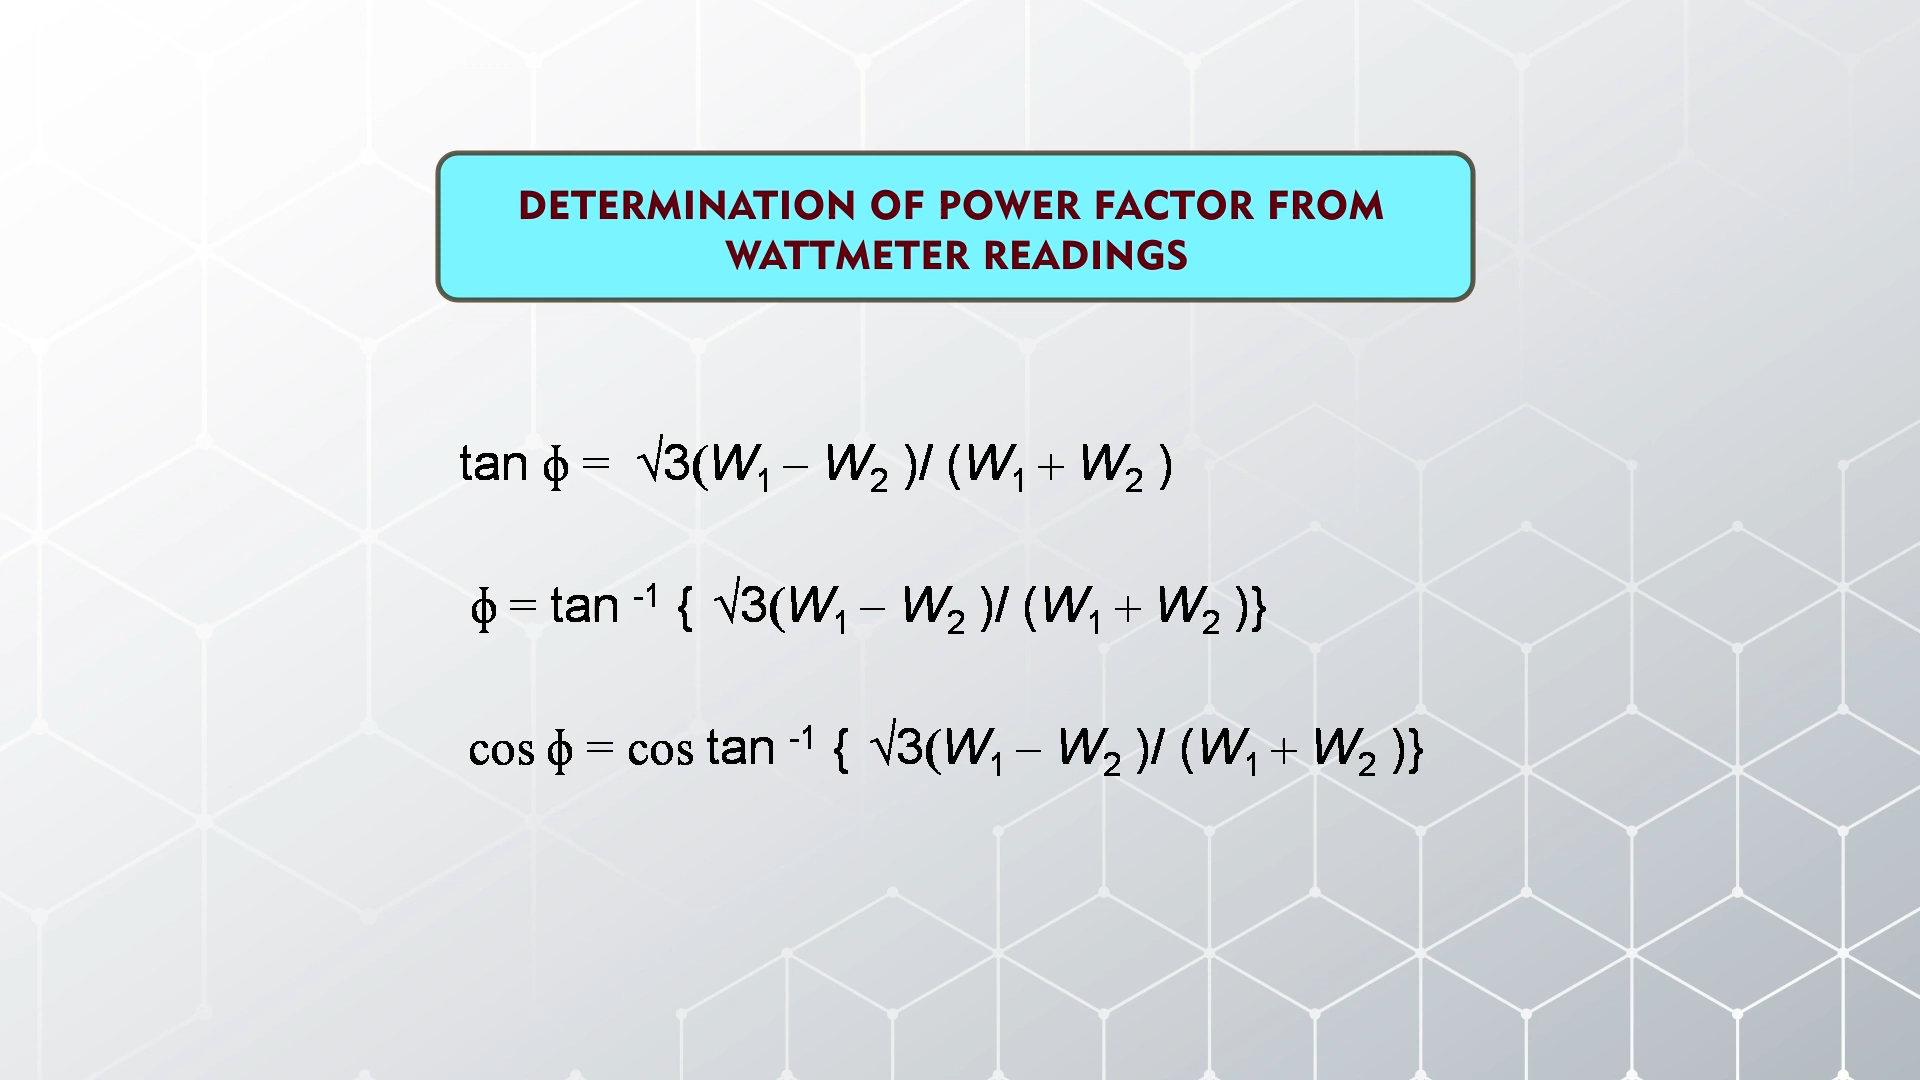 DETERMINATION OF POWER FACTOR FROM
WATTMETER READINGS
tan ϕ = √3(W₁ – W₂ )/ (W₁ + W₂ )
ϕ = tan ⁻¹ { √3(W₁ – W₂ )/ (W₁ + W₂ )}
cos ϕ = cos tan ⁻¹ { √3(W₁ – W₂ )/ (W₁ + W₂ )}